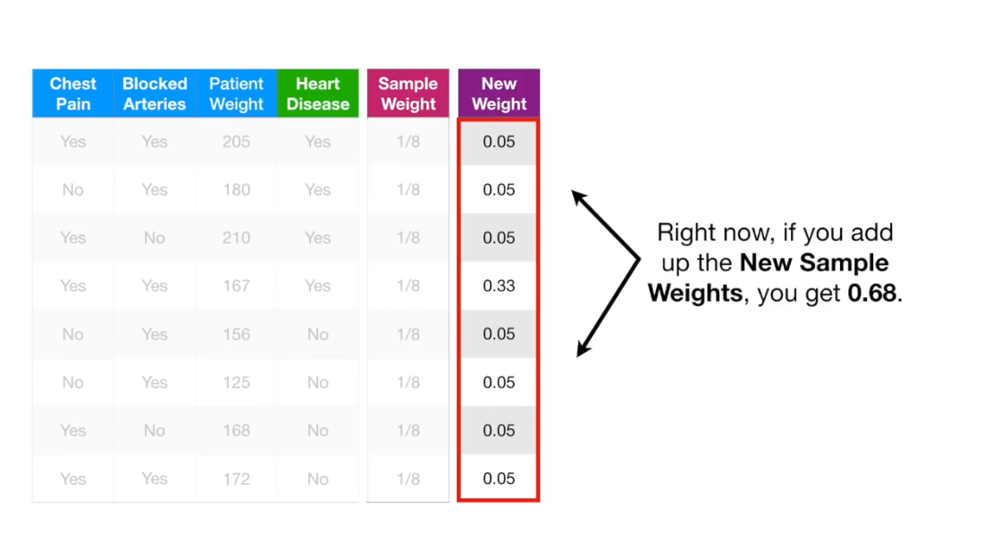 Chest Pain Blocked Arteries Patient Weight Heart Disease Sample Weight New Weight
Yes Yes 205 Yes 1/8 0.05
No Yes 180 Yes 1/8 0.05
Yes No 210 Yes 1/8 0.05
Yes Yes 167 Yes 1/8 0.33
No Yes 156 No 1/8 0.05
No Yes 125 No 1/8 0.05
Yes No 168 No 1/8 0.05
Yes Yes 172 No 1/8 0.05
Right now, if you add
up the New Sample
Weights, you get 0.68.